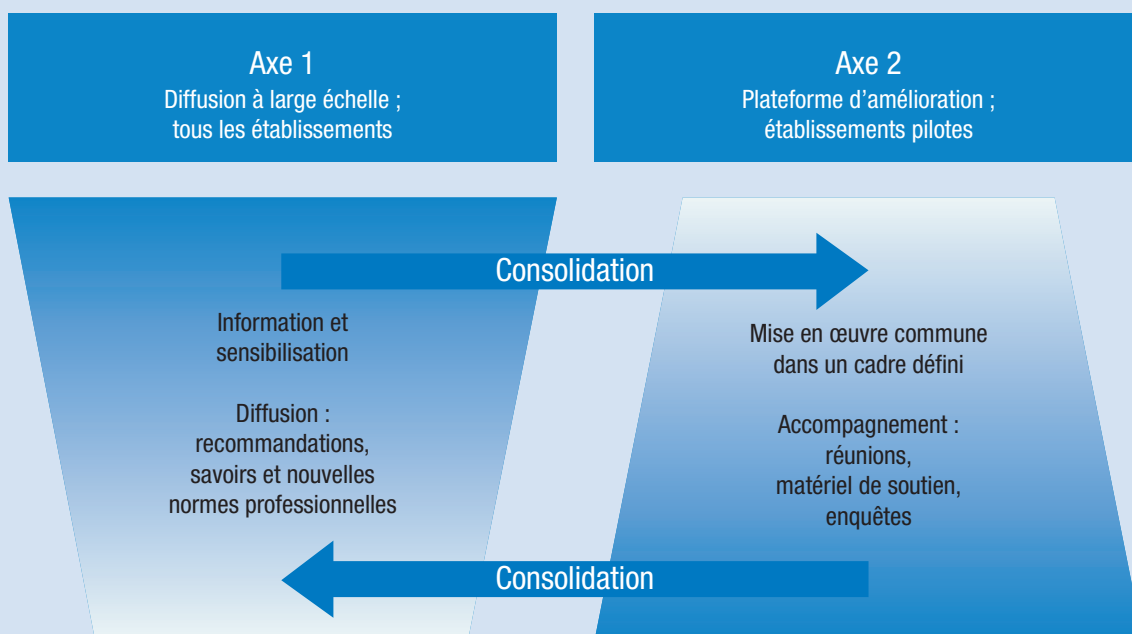 Axe 1
Diffusion à large échelle ;
tous les établissements
Axe 2
Plateforme d'amélioration ;
établissements pilotes
Consolidation
Information et
sensibilisation
Diffusion :
recommandations,
savoirs et nouvelles
normes professionnelles
Mise en œuvre commune
dans un cadre défini
Accompagnement :
réunions,
matériel de soutien,
enquêtes
Consolidation